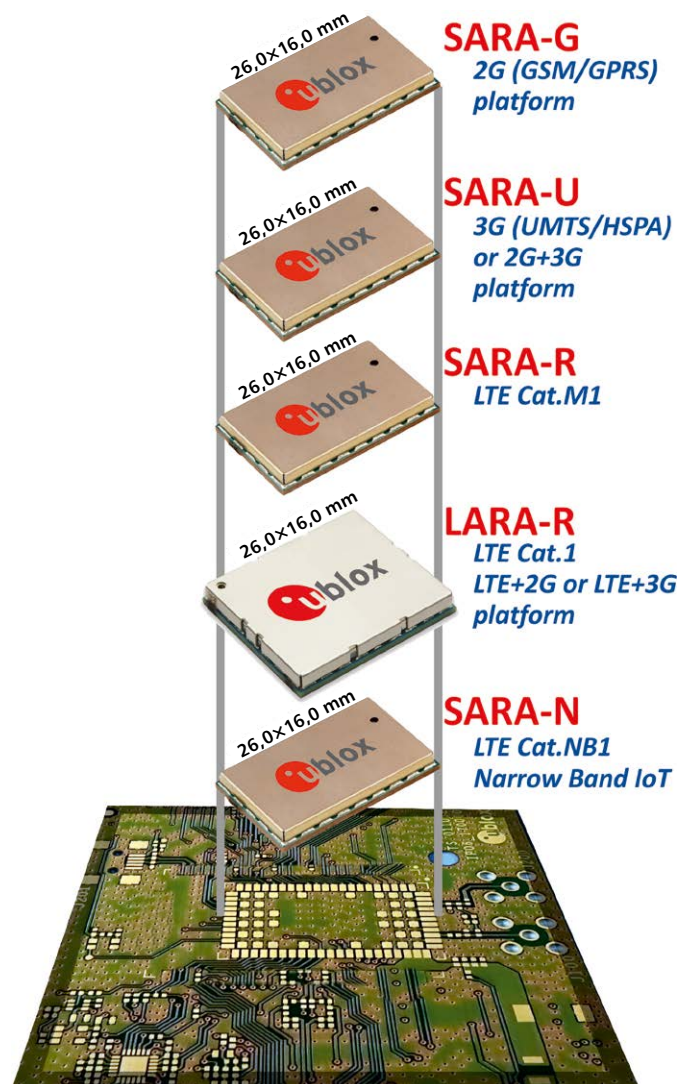 26,0×16,0 mm
ublox
SARA-G
2G (GSM/GPRS)
platform
26,0×16,0 mm
ublox
SARA-U
3G (UMTS/HSPA)
or 2G+3G
platform
26,0×16,0 mm
ublox
SARA-R
LTE Cat.M1
26,0×16,0 mm
ublox
LARA-R
LTE Cat.1
LTE+2G or LTE+3G
platform
26,0×16,0 mm
ublox
SARA-N
LTE Cat.NB1
Narrow Band IoT